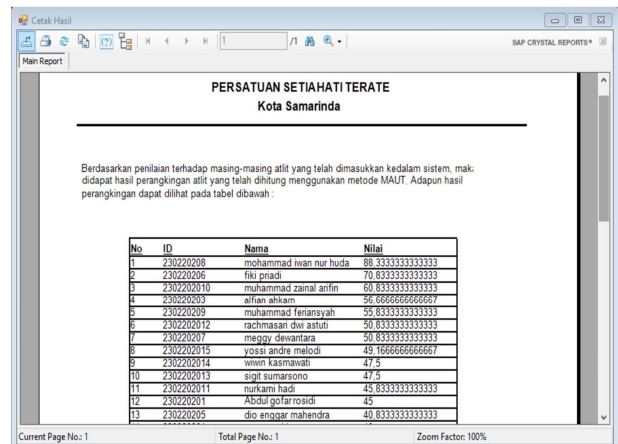 Cetak Hasil
1 /1 SAP CRYSTAL REPORTS®
Main Report
PERSATUAN SETIAHATI TERATE
Kota Samarinda
Berdasarkan penilaian terhadap masing-masing atlit yang telah dimasukkan kedalam sistem, maka
didapat hasil perangkingan atlit yang telah dihitung menggunakan metode MAUT, Adapun hasil
perangkingan dapat dilihat pada tabel dibawah :
No ID Nama Nilai
1 230220208 mohammad iwan nur huda 88,3333333333333
2 230220206 fiki priadi 70,8333333333333
3 2302202010 muhammad zainal arifin 60,8333333333333
4 230220203 alfian ahkam 56,6666666666667
5 230220209 muhammad feriansyah 55,8333333333333
6 2302202012 rachmasari dwi astuti 50,8333333333333
7 230220207 meggy dewantara 50,8333333333333
8 2302202015 yossi andre melodi 49,1666666666667
9 2302202014 wiwin kasmawati 47,5
10 2302202013 sigit sumarsono 47,5
11 2302202011 nurkami hadi 45,8333333333333
12 230220201 Abdul gofar rosidi 45
13 230220205 dio enggar mahendra 40,8333333333333
Current Page No.: 1 Total Page No.: 1 Zoom Factor: 100%